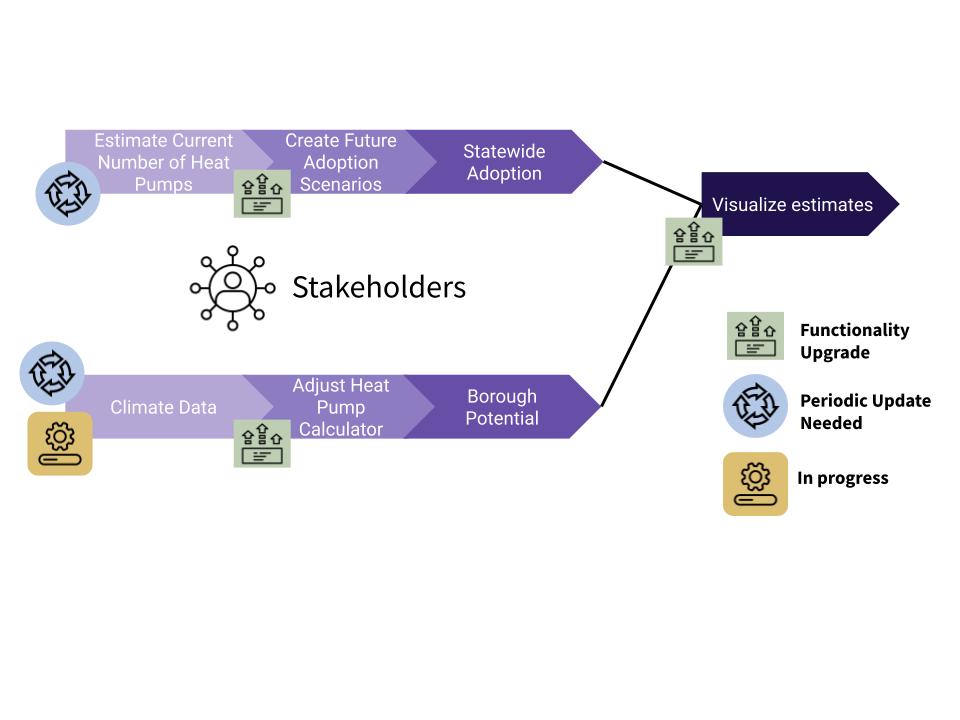 Estimate Current
Number of Heat
Pumps
Create Future
Adoption
Scenarios
Statewide
Adoption
Visualize estimates
Stakeholders
Climate Data
Adjust Heat
Pump
Calculator
Borough
Potential
Functionality
Upgrade
Periodic Update
Needed
In progress